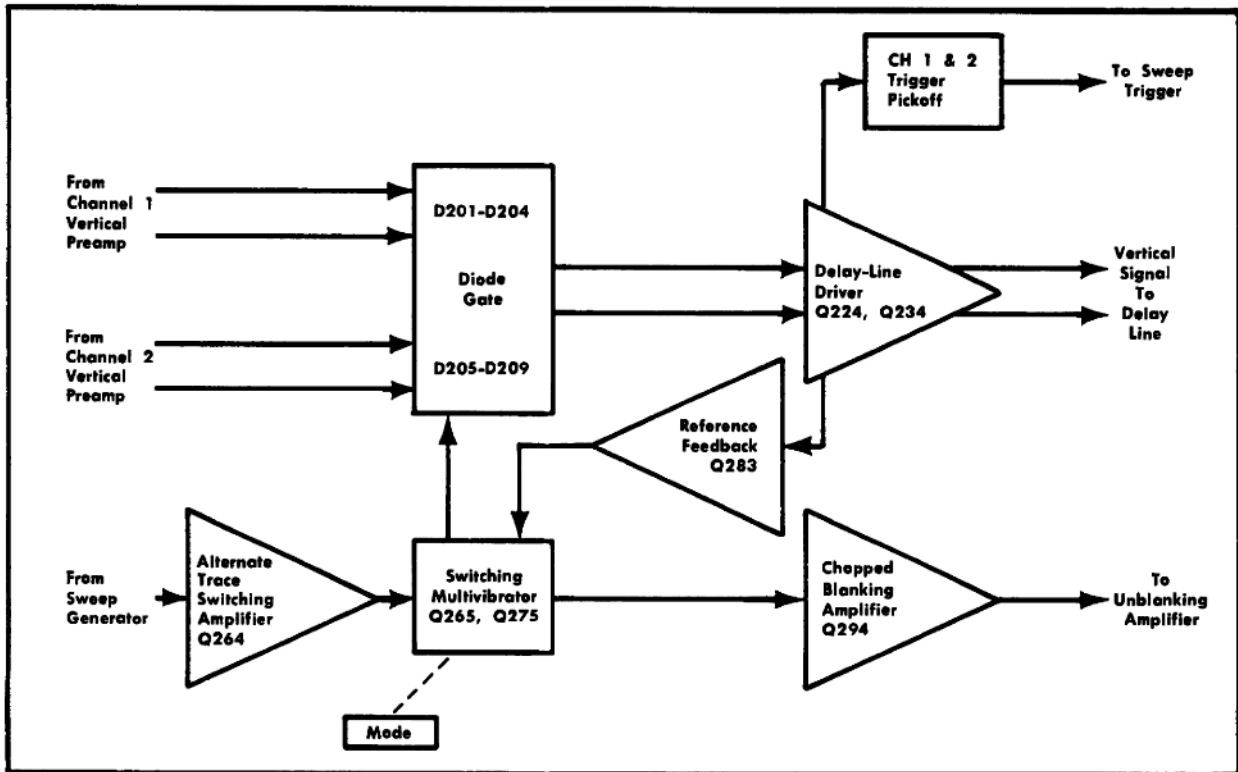 CH 1 & 2
Trigger
Pickoff
To Sweep
Trigger
From
Channel 1
Vertical
Preamp
D201-D204
Diode
Gate
D205-D209
From
Channel 2
Vertical
Preamp
Delay-Line
Driver
Q224, Q234
Vertical
Signal
To
Delay
Line
Reference
Feedback
Q283
From
Sweep
Generator
Alternate
Trace
Switching
Amplifier
Q264
Switching
Multivibrator
Q265, Q275
Chopped
Blanking
Amplifier
Q294
To
Unblanking
Amplifier
Mode